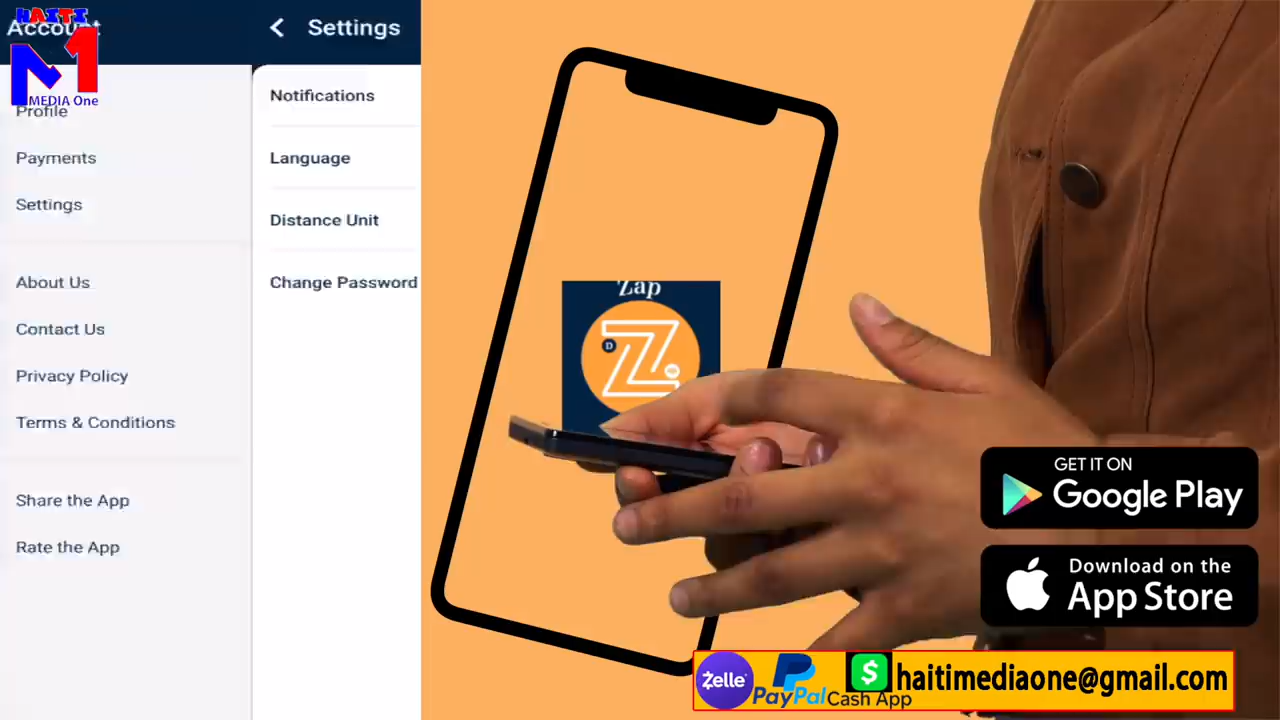 HAITI
M1
MEDIA One
Account
Profile
Payments
Settings
About Us
Contact Us
Privacy Policy
Terms & Conditions
Share the App
Rate the App
Settings
Notifications
Language
Distance Unit
Change Password
Zap
D
Z
GET IT ON
Google Play
Download on the
App Store
Zelle
PayPal
$
Cash App
haitimediaone@gmail.com